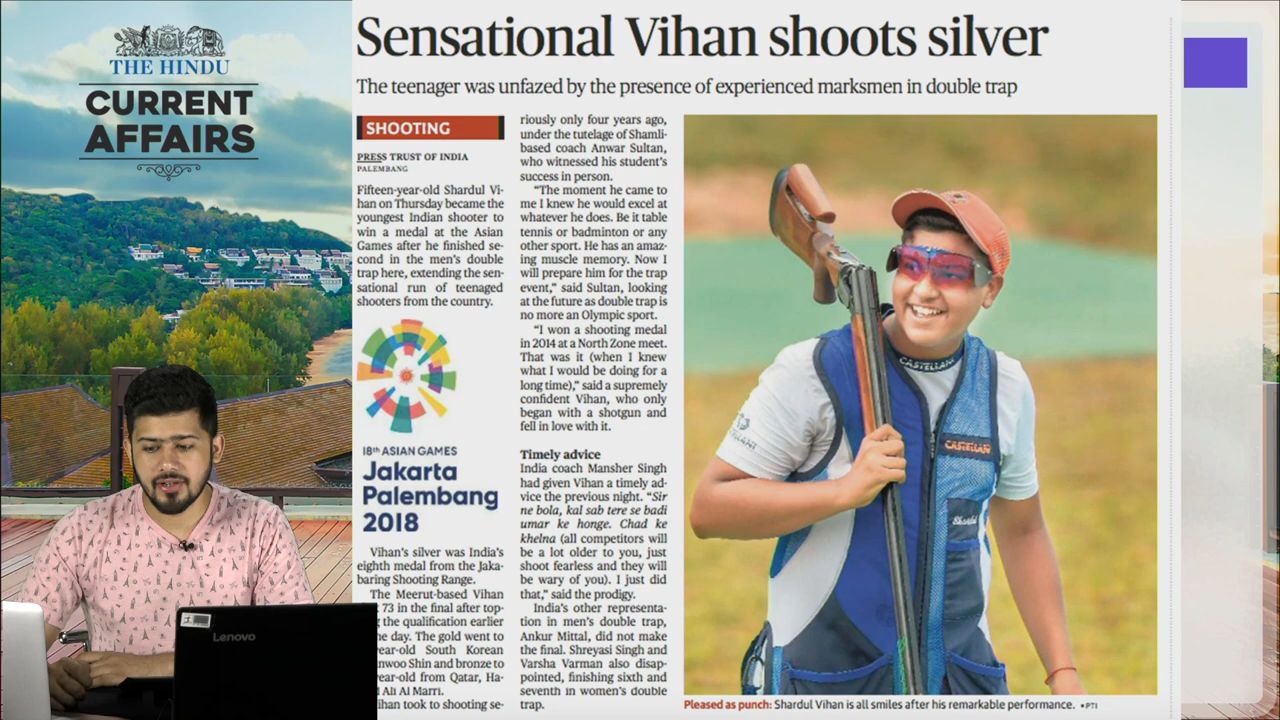 THE HINDU
CURRENT
AFFAIRS
Sensational Vihan shoots silver
The teenager was unfazed by the presence of experienced marksmen in double trap
SHOOTING
PRESS TRUST OF INDIA
PALEMBANG
Fifteen-year-old Shardul Vi-
han on Thursday became the
youngest Indian shooter to
win a medal at the Asian
Games after he finished se-
cond in the men's double
trap here, extending the sen-
sational run of teenaged
shooters from the country.
18th ASIAN GAMES
Jakarta
Palembang
2018
Vihan's silver was India's
eighth medal from the Jaka-
baring Shooting Range.
The Meerut-based Vihan
73 in the final after top-
the qualification earlier
day. The gold went to
year-old South Korean
Shin and bronze to
year-old from Qatar, Ha-
Ali Al Marri.
took to shooting se-
riously only four years ago,
under the tutelage of Shamli-
based coach Anwar Sultan,
who witnessed his student's
success in person.
"The moment he came to
me I knew he would excel at
whatever he does. Be it table
tennis or badminton or any
other sport. He has an amaz-
ing muscle memory. Now I
will prepare him for the trap
event," said Sultan, looking
at the future as double trap is
no more an Olympic sport.
"I won a shooting medal
in 2014 at a North Zone meet.
That was it (when I knew
what I would be doing for a
long time)," said a supremely
confident Vihan, who only
began with a shotgun and
fell in love with it.
Timely advice
India coach Mansher Singh
had given Vihan a timely ad-
vice the previous night. "Sir
ne bola, kal sab tere se badi
umar ke honge. Chad ke
khelna (all competitors will
be a lot older to you, just
shoot fearless and they will
be wary of you). I just did
that," said the prodigy.
India's other representa-
tion in men's double trap,
Ankur Mittal, did not make
the final. Shreyasi Singh and
Varsha Varman also disap-
pointed, finishing sixth and
seventh in women's double
trap.
CASTELLANI
CASTELLANI
Shardul
Pleased as punch: Shardul Vihan is all smiles after his remarkable performance. • PTI
Lenovo